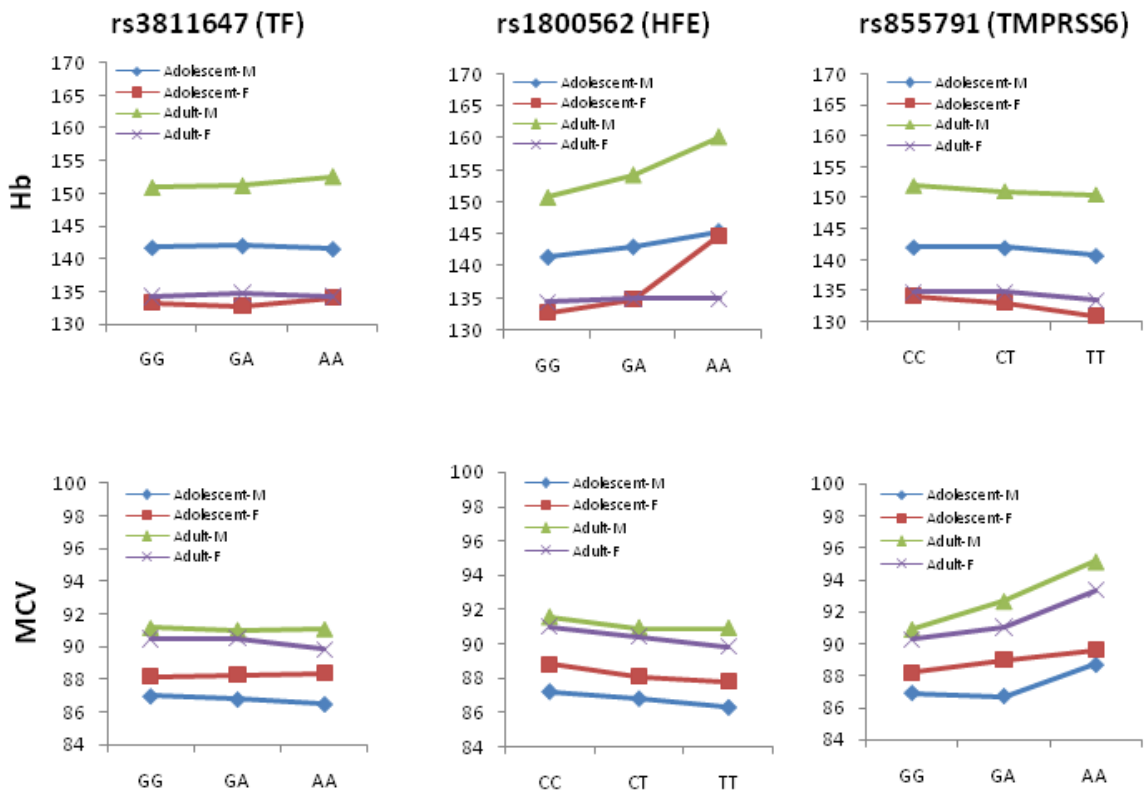 rs3811647 (TF)
rs1800562 (HFE)
rs855791 (TMPRSS6)
Hb
170
165
160
155
150
145
140
135
130
Adolescent-M
Adolescent-F
Adult-M
Adult-F
GG GA AA
170
165
160
155
150
145
140
135
130
Adolescent-M
Adolescent-F
Adult-M
Adult-F
GG GA AA
170
165
160
155
150
145
140
135
130
Adolescent-M
Adolescent-F
Adult-M
Adult-F
CC CT TT
MCV
100
98
96
94
92
90
88
86
84
Adolescent-M
Adolescent-F
Adult-M
Adult-F
GG GA AA
100
98
96
94
92
90
88
86
84
Adolescent-M
Adolescent-F
Adult-M
Adult-F
CC CT TT
100
98
96
94
92
90
88
86
84
Adolescent-M
Adolescent-F
Adult-M
Adult-F
GG GA AA